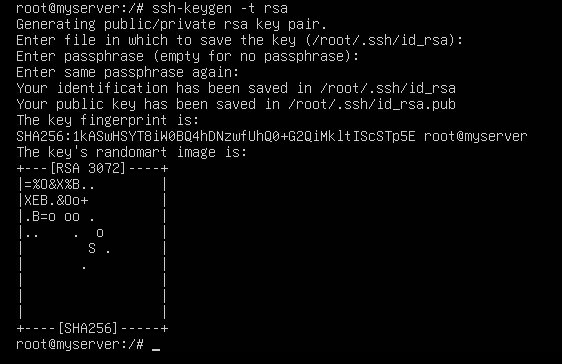 root@myserver:/# ssh-keygen -t rsa
Generating public/private rsa key pair.
Enter file in which to save the key (/root/.ssh/id_rsa):
Enter passphrase (empty for no passphrase):
Enter same passphrase again:
Your identification has been saved in /root/.ssh/id_rsa
Your public key has been saved in /root/.ssh/id_rsa.pub
The key fingerprint is:
SHA256:1kASwHSYT8iW0BQ4hDNzwfUhQ0+G2QiMkltIScSTp5E root@myserver
The key's randomart image is:
+---[RSA 3072]----+
|=%O&X%B..        |
|XEB.&Oo+         |
|.B=o oo .        |
|..    .  o       |
|        S .      |
|       .         |
|                 |
|                 |
|                 |
+----[SHA256]-----+
root@myserver:/# _